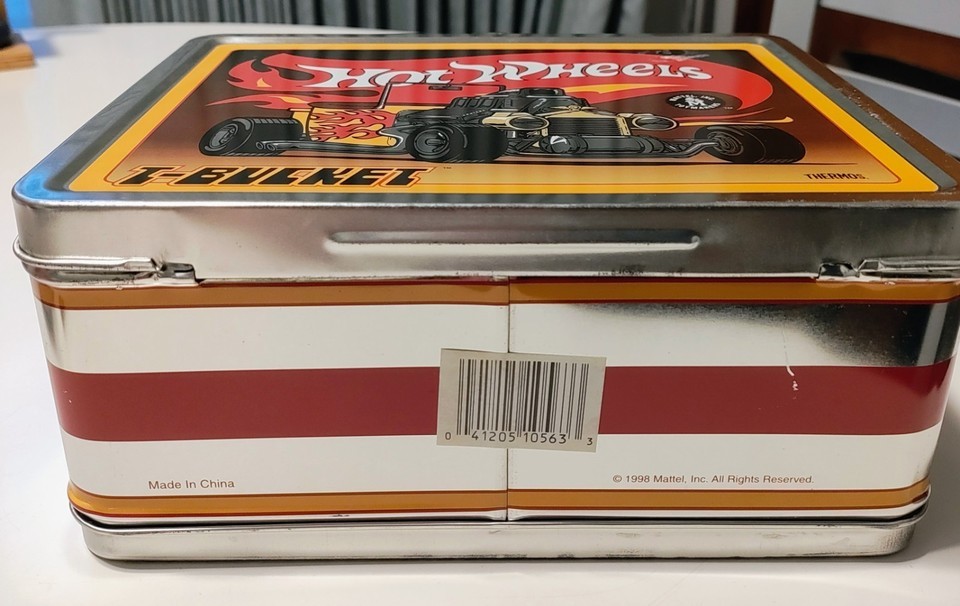 Hot Wheels
T-BUCKET
THERMOS
0 41205 10563 3
Made In China
© 1998 Mattel, Inc. All Rights Reserved.